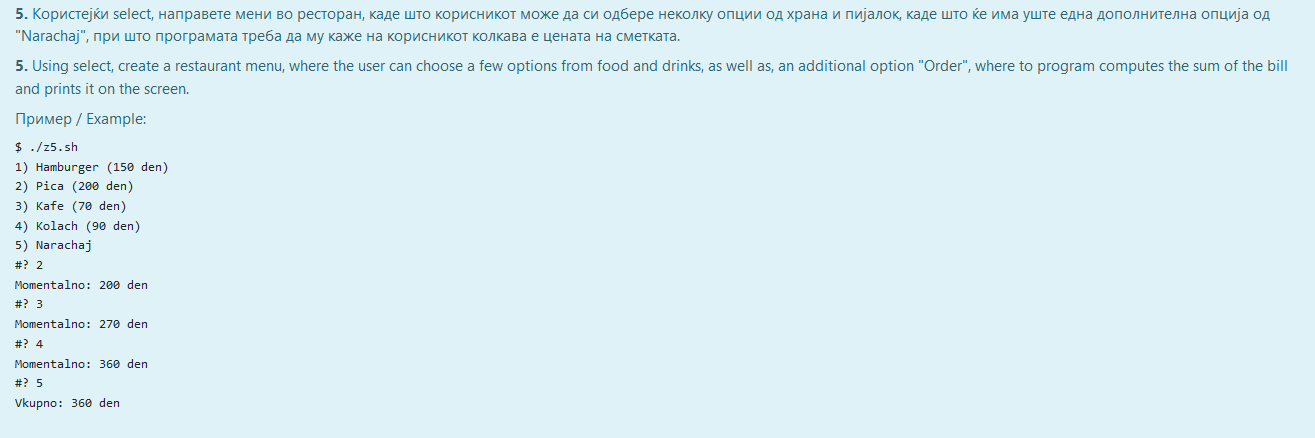 5. Користејќи select, направете мени во ресторан, каде што корисникот може да си одбере неколку опции од храна и пијалок, каде што ќе има уште една дополнителна опција од
"Narachaj", при што програмата треба да му каже на корисникот колкава е цената на сметката.
5. Using select, create a restaurant menu, where the user can choose a few options from food and drinks, as well as, an additional option "Order", where to program computes the sum of the bill
and prints it on the screen.
Пример / Example:
$ ./z5.sh
1) Hamburger (150 den)
2) Pica (200 den)
3) Kafe (70 den)
4) Kolach (90 den)
5) Narachaj
#? 2
Momentalno: 200 den
#? 3
Momentalno: 270 den
#? 4
Momentalno: 360 den
#? 5
Vkupno: 360 den